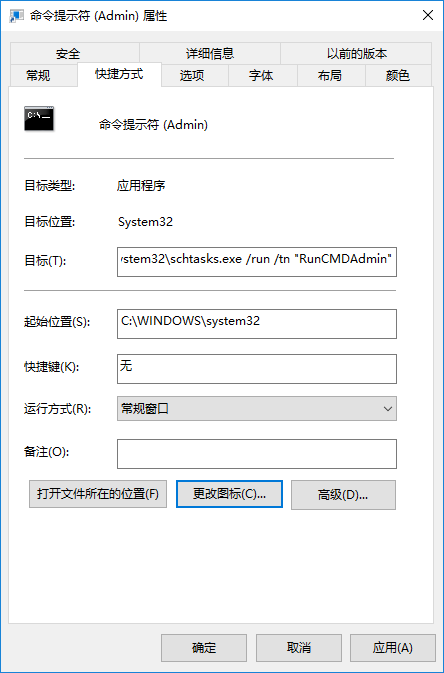 命令提示符 (Admin) 属性
安全 详细信息 以前的版本
常规 快捷方式 选项 字体 布局 颜色
C:\.
命令提示符 (Admin)
目标类型: 应用程序
目标位置: System32
目标(T): ystem32\schtasks.exe /run /tn "RunCMDAdmin"
起始位置(S): C:\WINDOWS\system32
快捷键(K): 无
运行方式(R): 常规窗口
备注(O):
打开文件所在的位置(F) 更改图标(C)... 高级(D)...
确定 取消 应用(A)